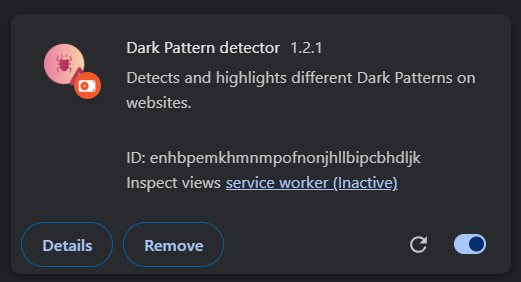 Dark Pattern detector 1.2.1
Detects and highlights different Dark Patterns on
websites.
ID: enhbpemkhmnmpofnonjhllbipcbhdljk
Inspect views service worker (Inactive)
Details Remove